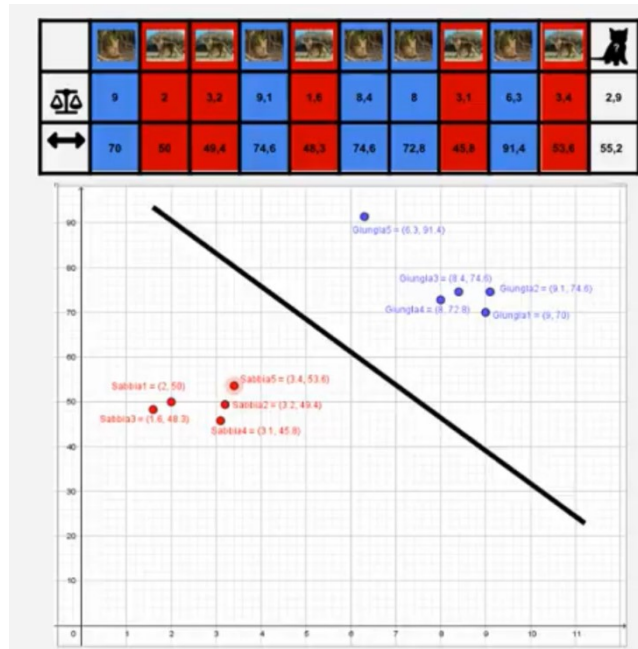 9 2 3,2 9,1 1,6 8,4 8 3,1 6,3 3,4 2,9
70 50 49,4 74,6 48,3 74,6 72,8 45,8 91,4 53,6 55,2
90
Giungla5 = (6.3, 91.4)
80
Giungla3 = (8.4, 74.6)
Giungla2 = (9.1, 74.6)
70
Giungla4 = (8, 72.8)
Giungla1 = (9, 70)
60
Sabbia1 = (2, 50)
Sabbia5 = (3.4, 53.6)
50
Sabbia3 = (1.6, 48.3)
Sabbia2 = (3.2, 49.4)
Sabbia4 = (3.1, 45.8)
40
30
20
10
0 1 2 3 4 5 6 7 8 9 10 11